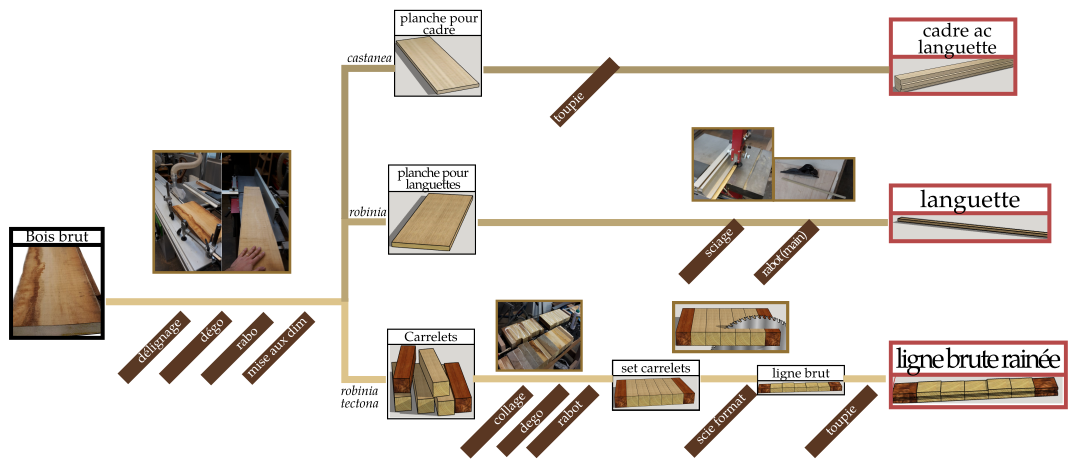 planche pour
cadre
castanea
toupie
cadre ac
languette
planche pour
languettes
robinia
sciage
rabot (main)
languette
Bois brut
délignage
dégo
rabo
mise aux dim
Carrelets
robinia
tectona
collage
dego
rabot
set carrelets
scie format
ligne brut
toupie
ligne brute rainée